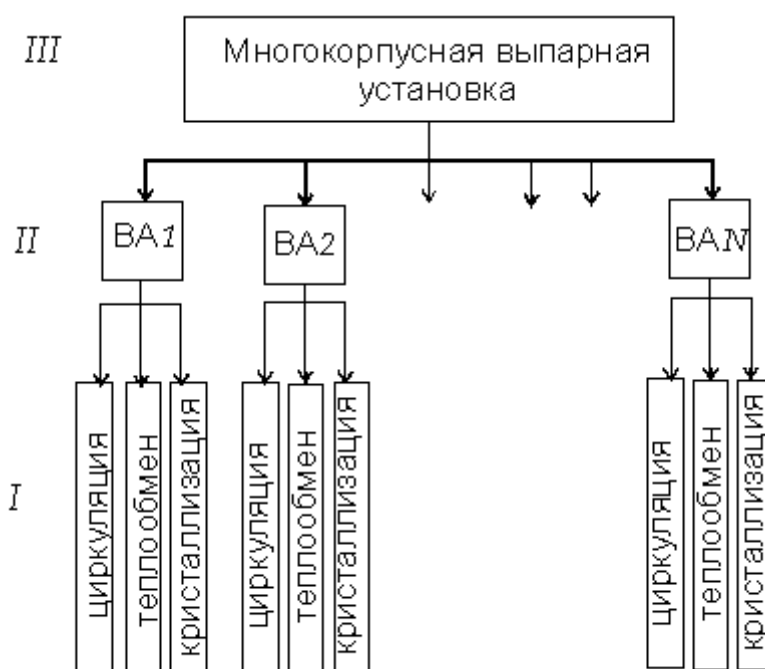 III
Многокорпусная выпарная
установка
II
ВА1
ВА2
ВАN
I
циркуляция
теплообмен
кристаллизация
циркуляция
теплообмен
кристаллизация
циркуляция
теплообмен
кристаллизация